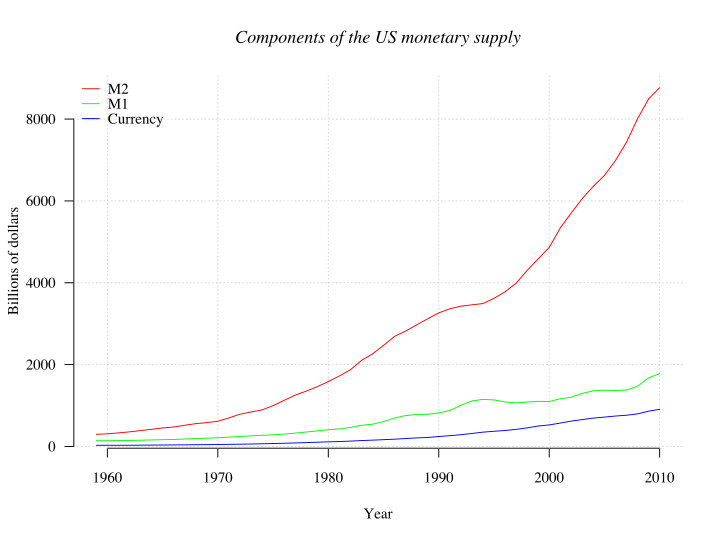 Components of the US monetary supply
M2
M1
Currency
8000
6000
4000
2000
0
Billions of dollars
1960 1970 1980 1990 2000 2010
Year